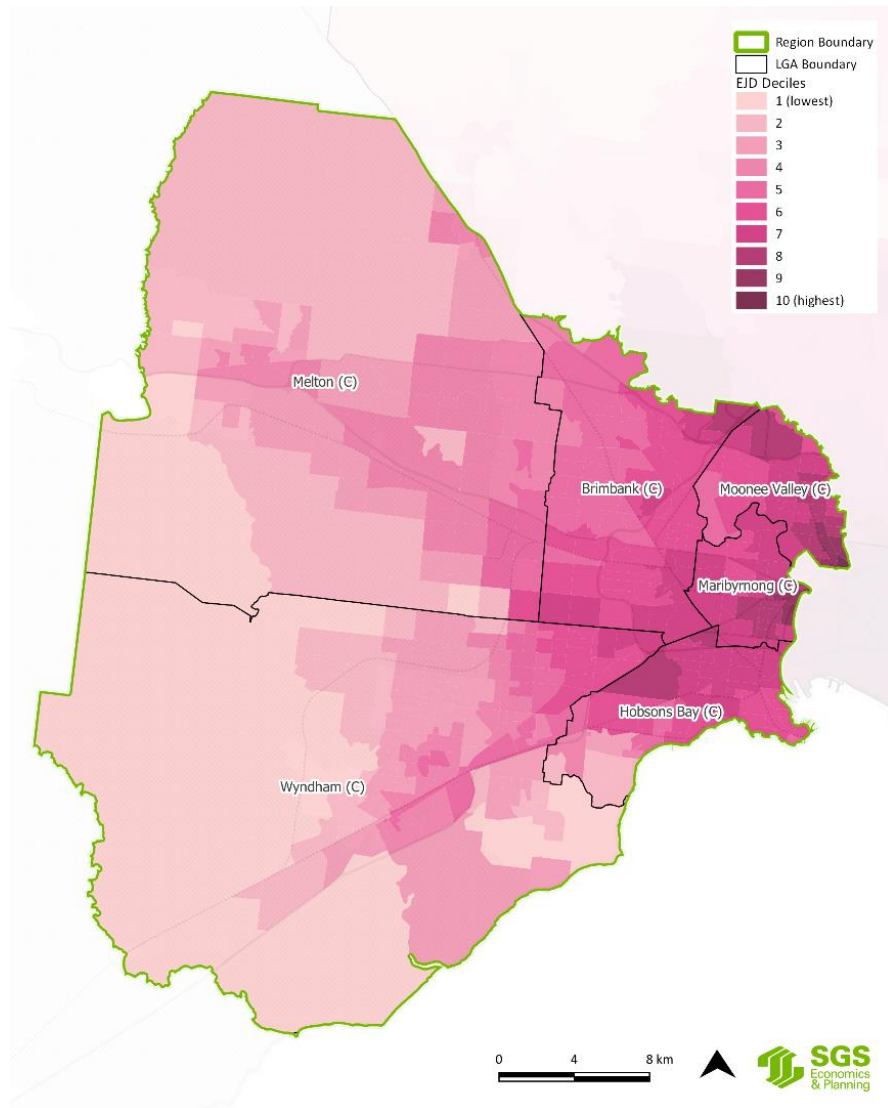 Region Boundary
LGA Boundary
EJD Deciles
1 (lowest)
2
3
4
5
6
7
8
9
10 (highest)
Melton (C)
Brimbank (C)
Moonee Valley (C)
Maribyrnong (C)
Hobsons Bay (C)
Wyndham (C)
0 4 8 km
SGS
Economics
& Planning